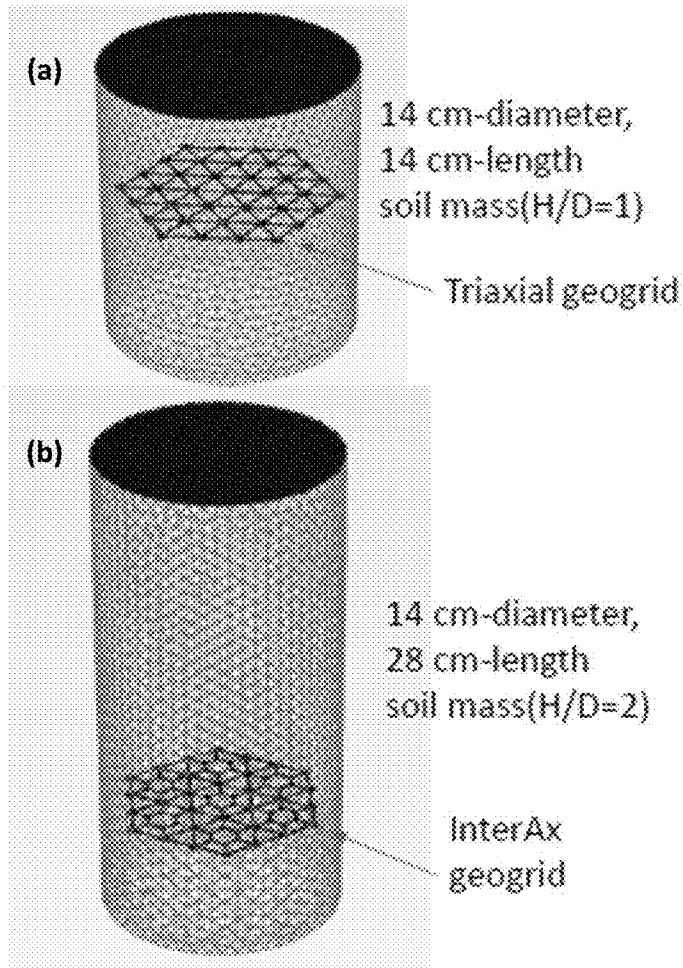 (a)
14 cm-diameter,
14 cm-length
soil mass(H/D=1)
Triaxial geogrid
(b)
14 cm-diameter,
28 cm-length
soil mass(H/D=2)
InterAx
geogrid